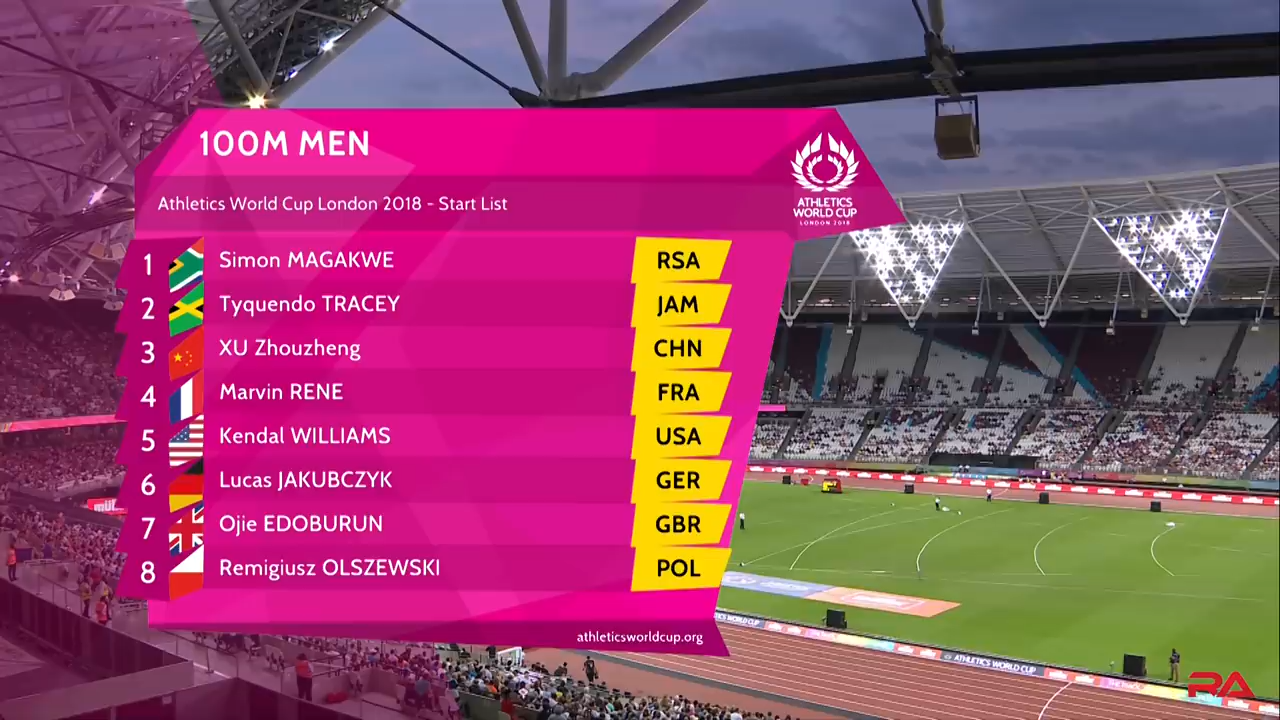 100M MEN
Athletics World Cup London 2018 - Start List
ATHLETICS
WORLD CUP
LONDON 2018
1 Simon MAGAKWE RSA
2 Tyquendo TRACEY JAM
3 XU Zhouzheng CHN
4 Marvin RENE FRA
5 Kendal WILLIAMS USA
6 Lucas JAKUBCZYK GER
7 Ojie EDOBURUN GBR
8 Remigiusz OLSZEWSKI POL
athleticsworldcup.org
ATHLETICS WORLD CUP
RA